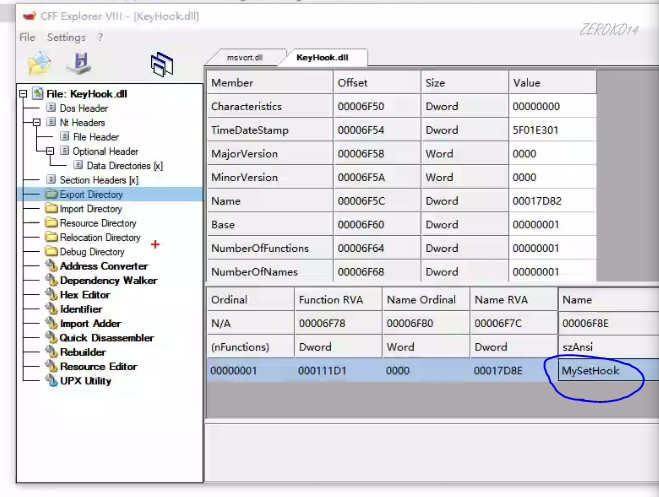 CFF Explorer VIII - [KeyHook.dll]
File Settings ?
ZEROKO14
msvcrt.dll KeyHook.dll
File: KeyHook.dll
Dos Header
Nt Headers
File Header
Optional Header
Data Directories [x]
Section Headers [x]
Export Directory
Import Directory
Resource Directory
Relocation Directory
Debug Directory
Address Converter
Dependency Walker
Hex Editor
Identifier
Import Adder
Quick Disassembler
Rebuilder
Resource Editor
UPX Utility
Member Offset Size Value
Characteristics 00006F50 Dword 00000000
TimeDateStamp 00006F54 Dword 5F01E301
MajorVersion 00006F58 Word 0000
MinorVersion 00006F5A Word 0000
Name 00006F5C Dword 00017D82
Base 00006F60 Dword 00000001
NumberOfFunctions 00006F64 Dword 00000001
NumberOfNames 00006F68 Dword 00000001
Ordinal Function RVA Name Ordinal Name RVA Name
N/A 00006F78 00006F80 00006F7C 00006F8E
(nFunctions) Dword Word Dword szAnsi
00000001 000111D1 0000 00017D8E MySetHook